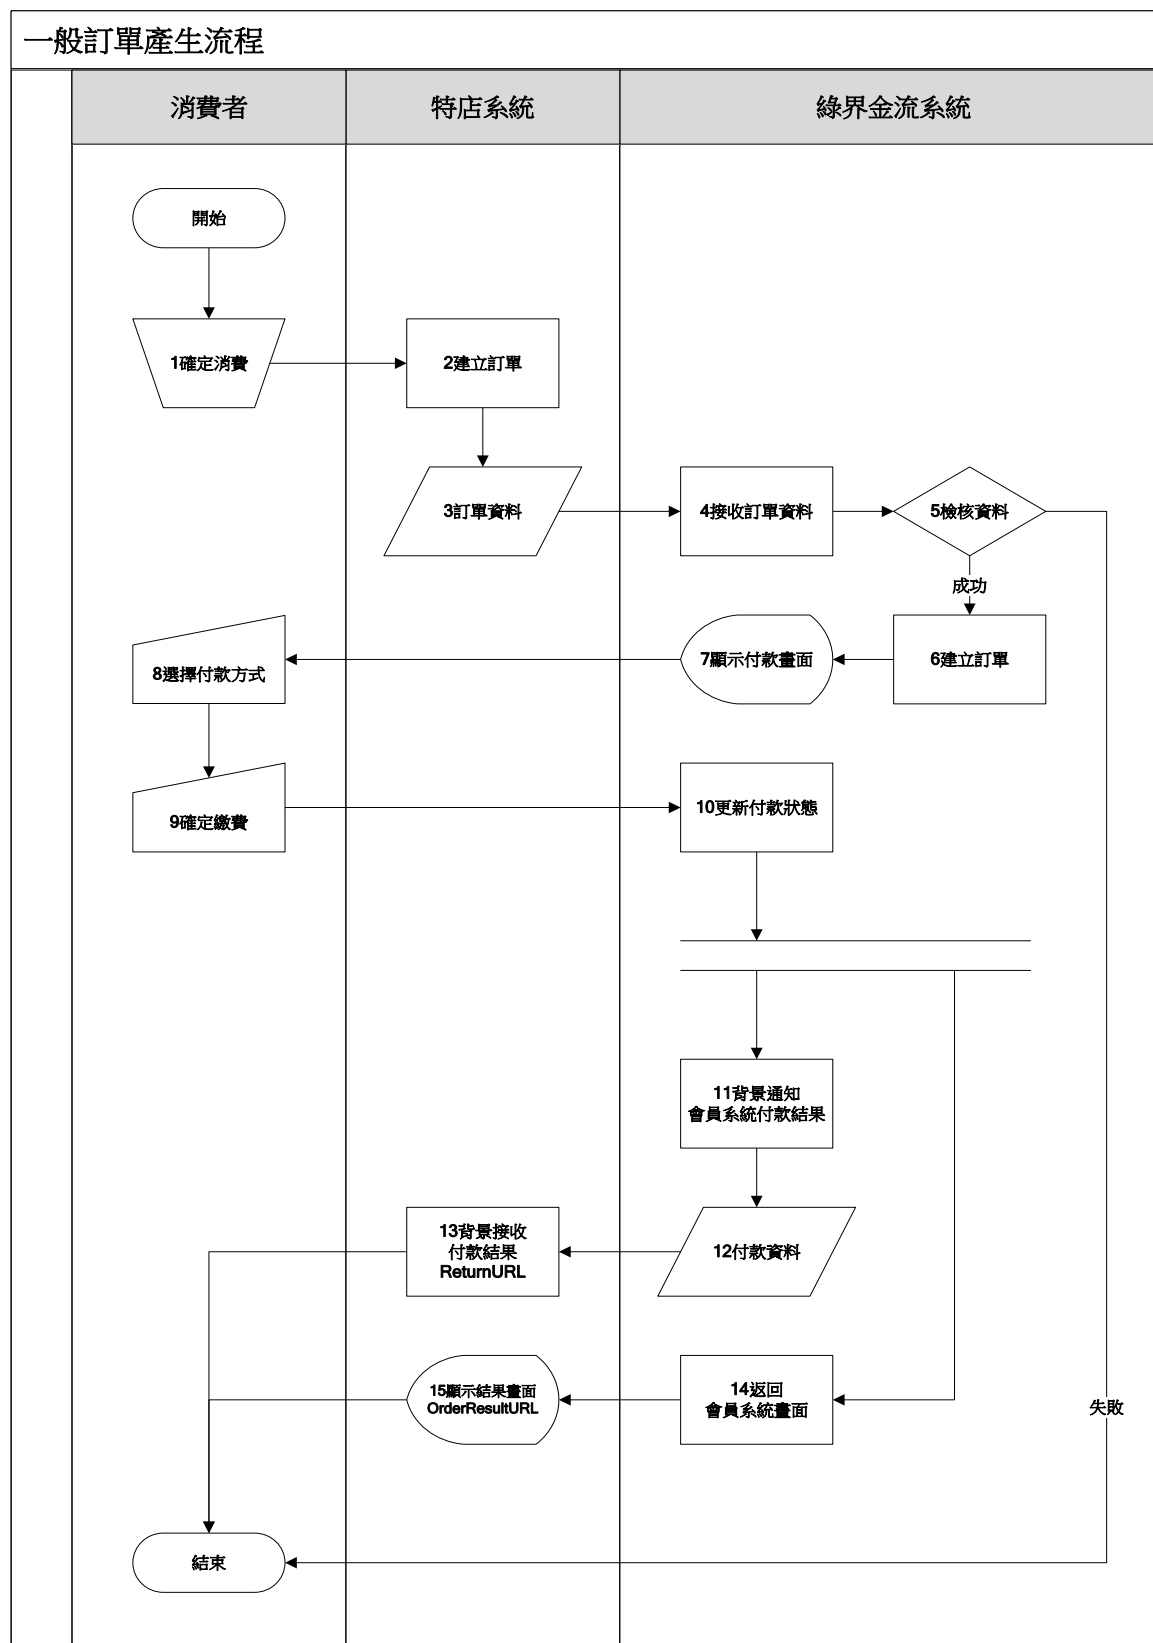 一般訂單產生流程
消費者
特店系統
綠界金流系統
開始
1確定消費
2建立訂單
3訂單資料
4接收訂單資料
5檢核資料
成功
6建立訂單
7顯示付款畫面
8選擇付款方式
9確定繳費
10更新付款狀態
11背景通知
會員系統付款結果
12付款資料
13背景接收
付款結果
ReturnURL
14返回
會員系統畫面
15顯示結果畫面
OrderResultURL
失敗
結束